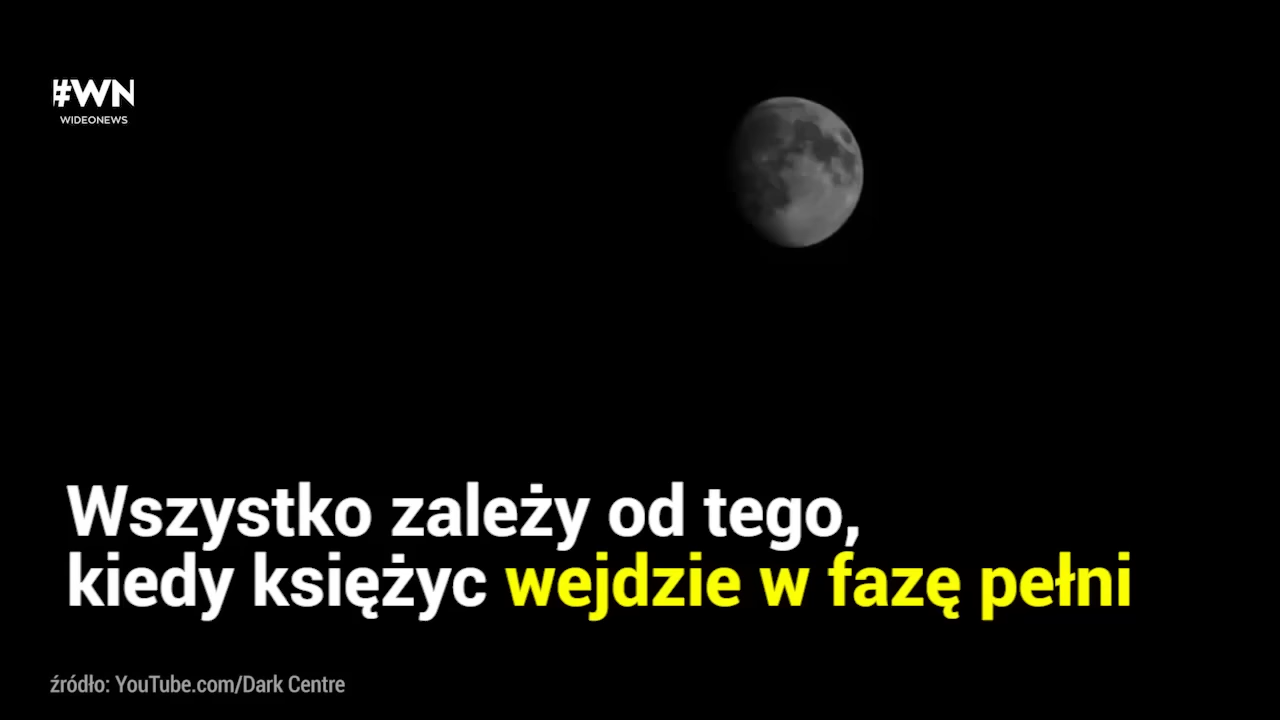 #WN
WIDEONEWS
Wszystko zależy od tego,
kiedy księżyc wejdzie w fazę pełni
źródło: YouTube.com/Dark Centre